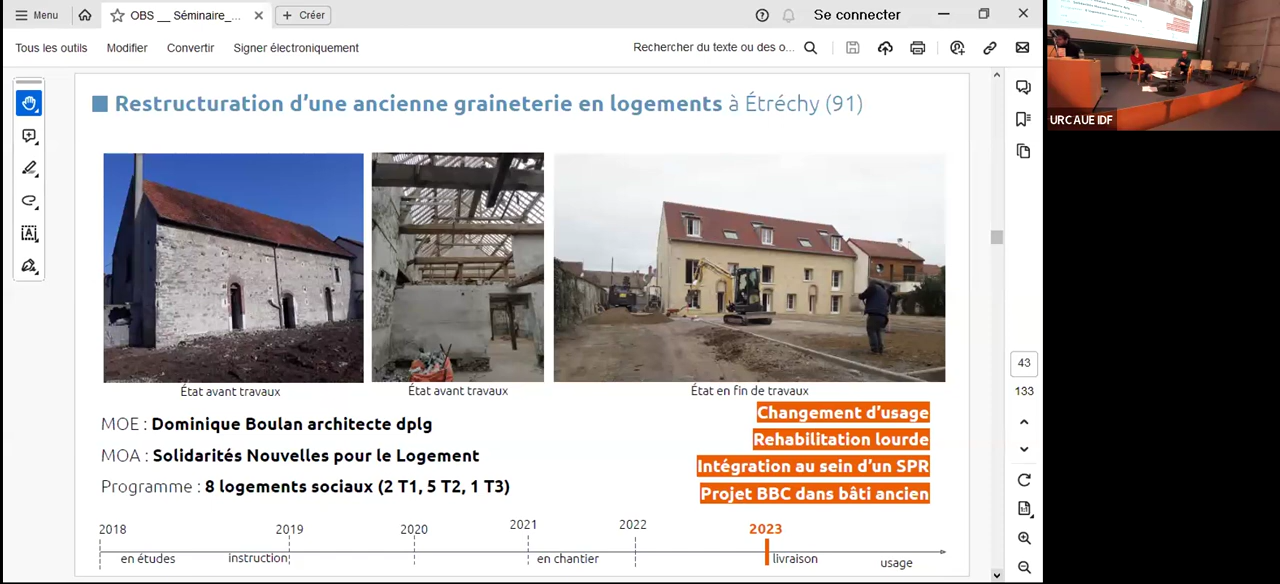 Menu
OBS __ Séminaire_...
Créer
Se connecter
Tous les outils
Modifier
Convertir
Signer électroniquement
Rechercher du texte ou des o...
URCAUE IDF
Restructuration d’une ancienne graineterie en logements à Étréchy (91)
État avant travaux
État avant travaux
État en fin de travaux
MOE : Dominique Boulan architecte dplg
MOA : Solidarités Nouvelles pour le Logement
Programme : 8 logements sociaux (2 T1, 5 T2, 1 T3)
Changement d’usage
Rehabilitation lourde
Intégration au sein d’un SPR
Projet BBC dans bâti ancien
43
133
2018
2019
2020
2021
2022
2023
en études
instruction
en chantier
livraison
usage